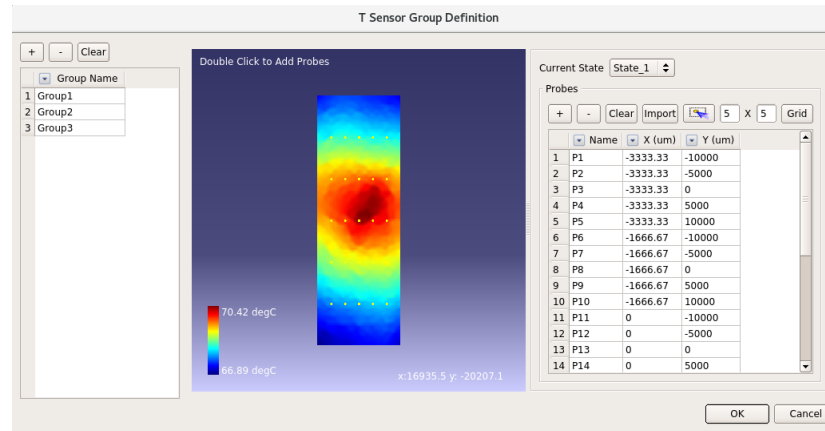 T Sensor Group Definition
+ - Clear
Group Name
1 Group1
2 Group2
3 Group3
Double Click to Add Probes
70.42 degC
66.89 degC
x:16935.5 y: -20207.1
Current State State_1
Probes
+ - Clear Import 5 X 5 Grid
Name X (um) Y (um)
1 P1 -3333.33 -10000
2 P2 -3333.33 -5000
3 P3 -3333.33 0
4 P4 -3333.33 5000
5 P5 -3333.33 10000
6 P6 -1666.67 -10000
7 P7 -1666.67 -5000
8 P8 -1666.67 0
9 P9 -1666.67 5000
10 P10 -1666.67 10000
11 P11 0 -10000
12 P12 0 -5000
13 P13 0 0
14 P14 0 5000
OK Cancel